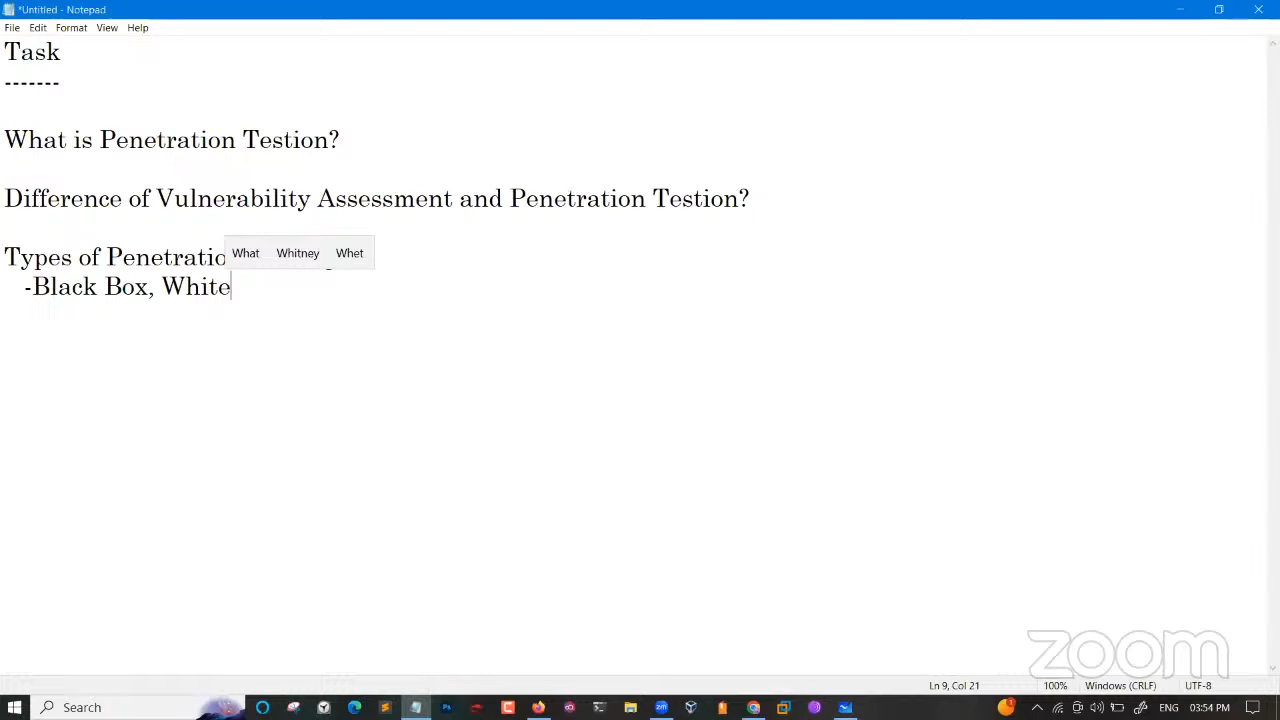 *Untitled - Notepad
File Edit Format View Help
Task
-------
What is Penetration Testion?
Difference of Vulnerability Assessment and Penetration Testion?
What Whitney Whet
Types of Penetratio
-Black Box, White
zoom
Ln 9, Col 21 100% Windows (CRLF) UTF-8
Search ENG 03:54 PM